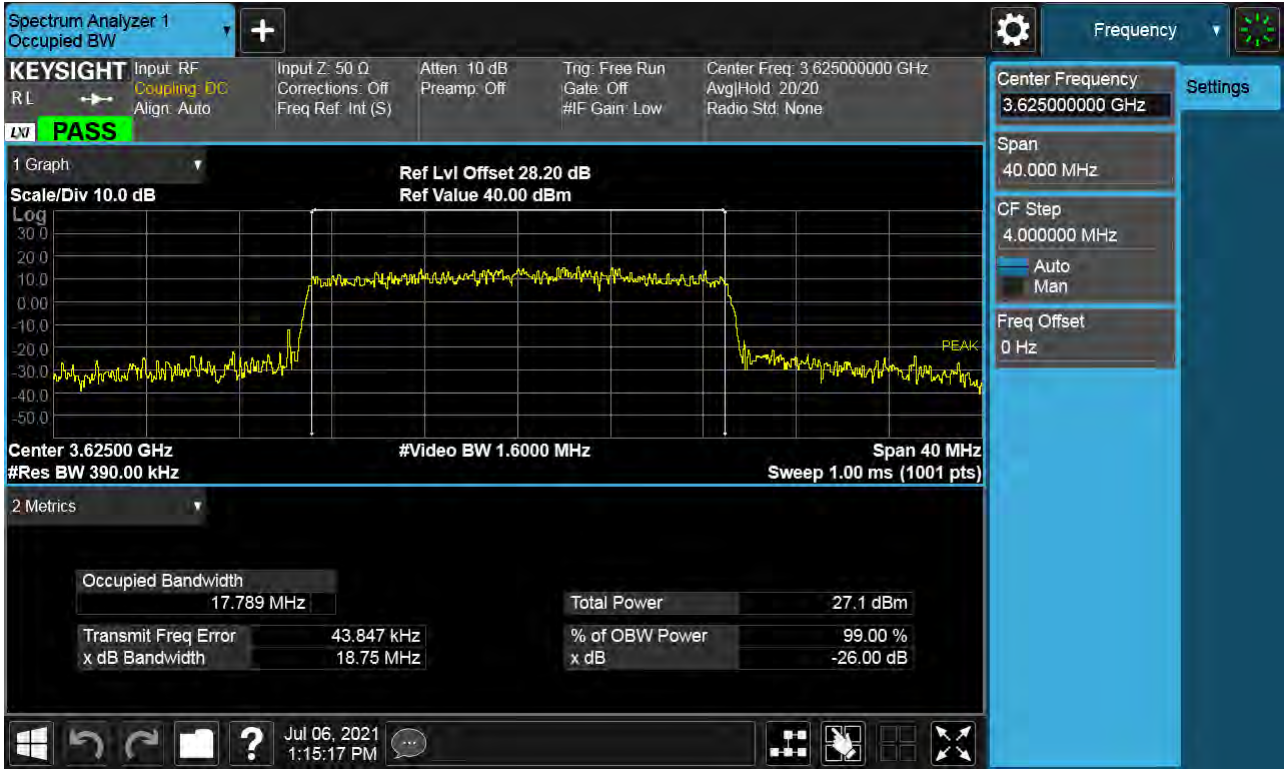 Spectrum Analyzer 1
Occupied BW
▼
+
Frequency
▼
KEYSIGHT
Input: RF
Coupling: DC
Align: Auto
Input Z: 50 Ω
Corrections: Off
Freq Ref: Int (S)
Atten: 10 dB
Preamp: Off
Trig: Free Run
Gate: Off
#IF Gain: Low
Center Freq: 3.625000000 GHz
Avg|Hold: 20/20
Radio Std: None
RL
LXI
PASS
Center Frequency
3.625000000 GHz
Settings
Span
40.000 MHz
CF Step
4.000000 MHz
Auto
Man
Freq Offset
0 Hz
1 Graph ▼
Scale/Div 10.0 dB
Ref Lvl Offset 28.20 dB
Ref Value 40.00 dBm
Log
30.0
20.0
10.0
0.00
-10.0
-20.0
-30.0
-40.0
-50.0
PEAK
Center 3.62500 GHz
#Video BW 1.6000 MHz
Span 40 MHz
#Res BW 390.00 kHz
Sweep 1.00 ms (1001 pts)
2 Metrics ▼
Occupied Bandwidth
17.789 MHz
Total Power 27.1 dBm
Transmit Freq Error 43.847 kHz
% of OBW Power 99.00 %
x dB Bandwidth 18.75 MHz
x dB -26.00 dB
?
Jul 06, 2021
1:15:17 PM